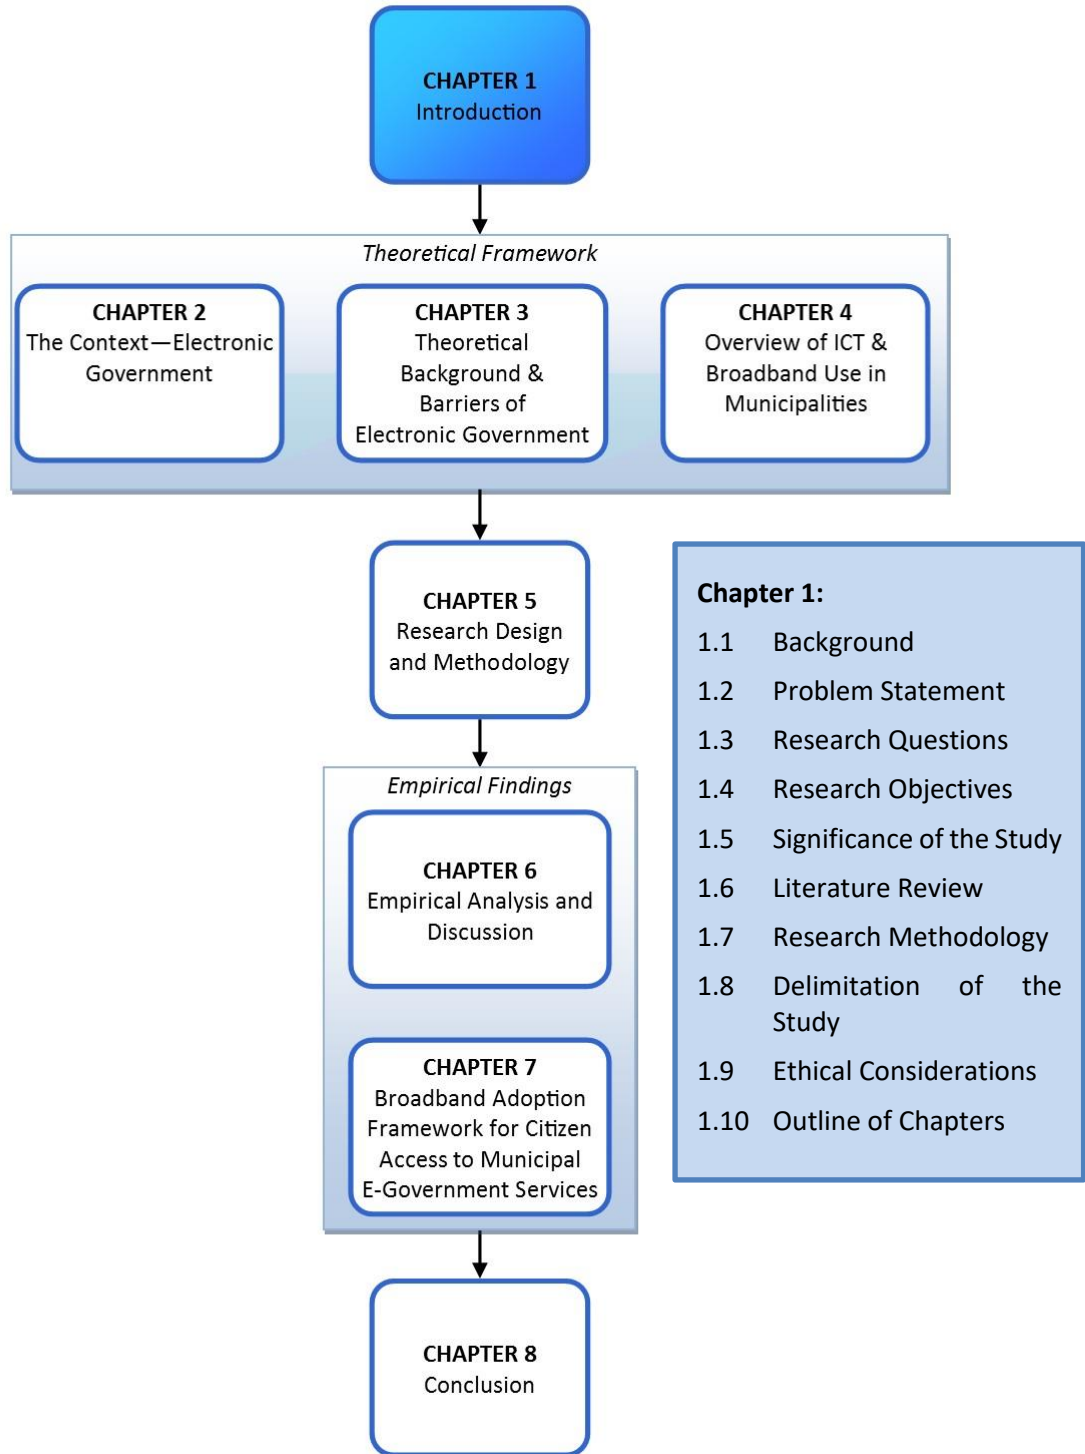 CHAPTER 1
Introduction
Theoretical Framework
CHAPTER 2
The Context—Electronic
Government
CHAPTER 3
Theoretical
Background &
Barriers of
Electronic Government
CHAPTER 4
Overview of ICT &
Broadband Use in
Municipalities
CHAPTER 5
Research Design
and Methodology
Empirical Findings
CHAPTER 6
Empirical Analysis and
Discussion
CHAPTER 7
Broadband Adoption
Framework for Citizen
Access to Municipal
E-Government Services
CHAPTER 8
Conclusion
Chapter 1:
1.1 Background
1.2 Problem Statement
1.3 Research Questions
1.4 Research Objectives
1.5 Significance of the Study
1.6 Literature Review
1.7 Research Methodology
1.8 Delimitation of the
Study
1.9 Ethical Considerations
1.10 Outline of Chapters